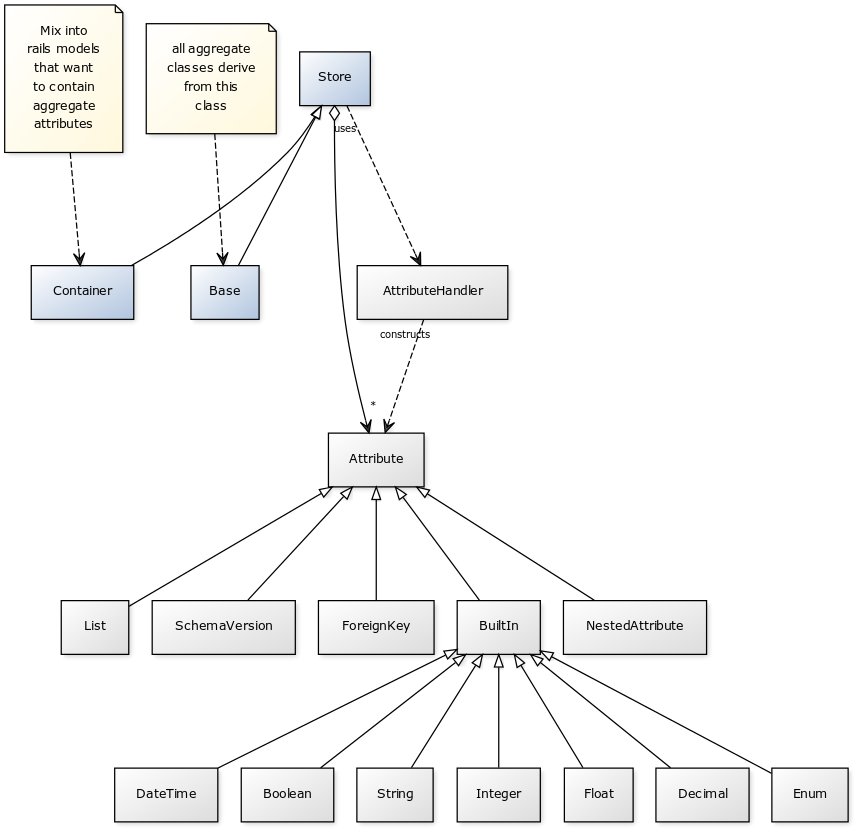 Mix into
rails models
that want
to contain
aggregate
attributes
all aggregate
classes derive
from this
class
Store
uses
Container
Base
AttributeHandler
constructs
*
Attribute
List
SchemaVersion
ForeignKey
BuiltIn
NestedAttribute
DateTime
Boolean
String
Integer
Float
Decimal
Enum